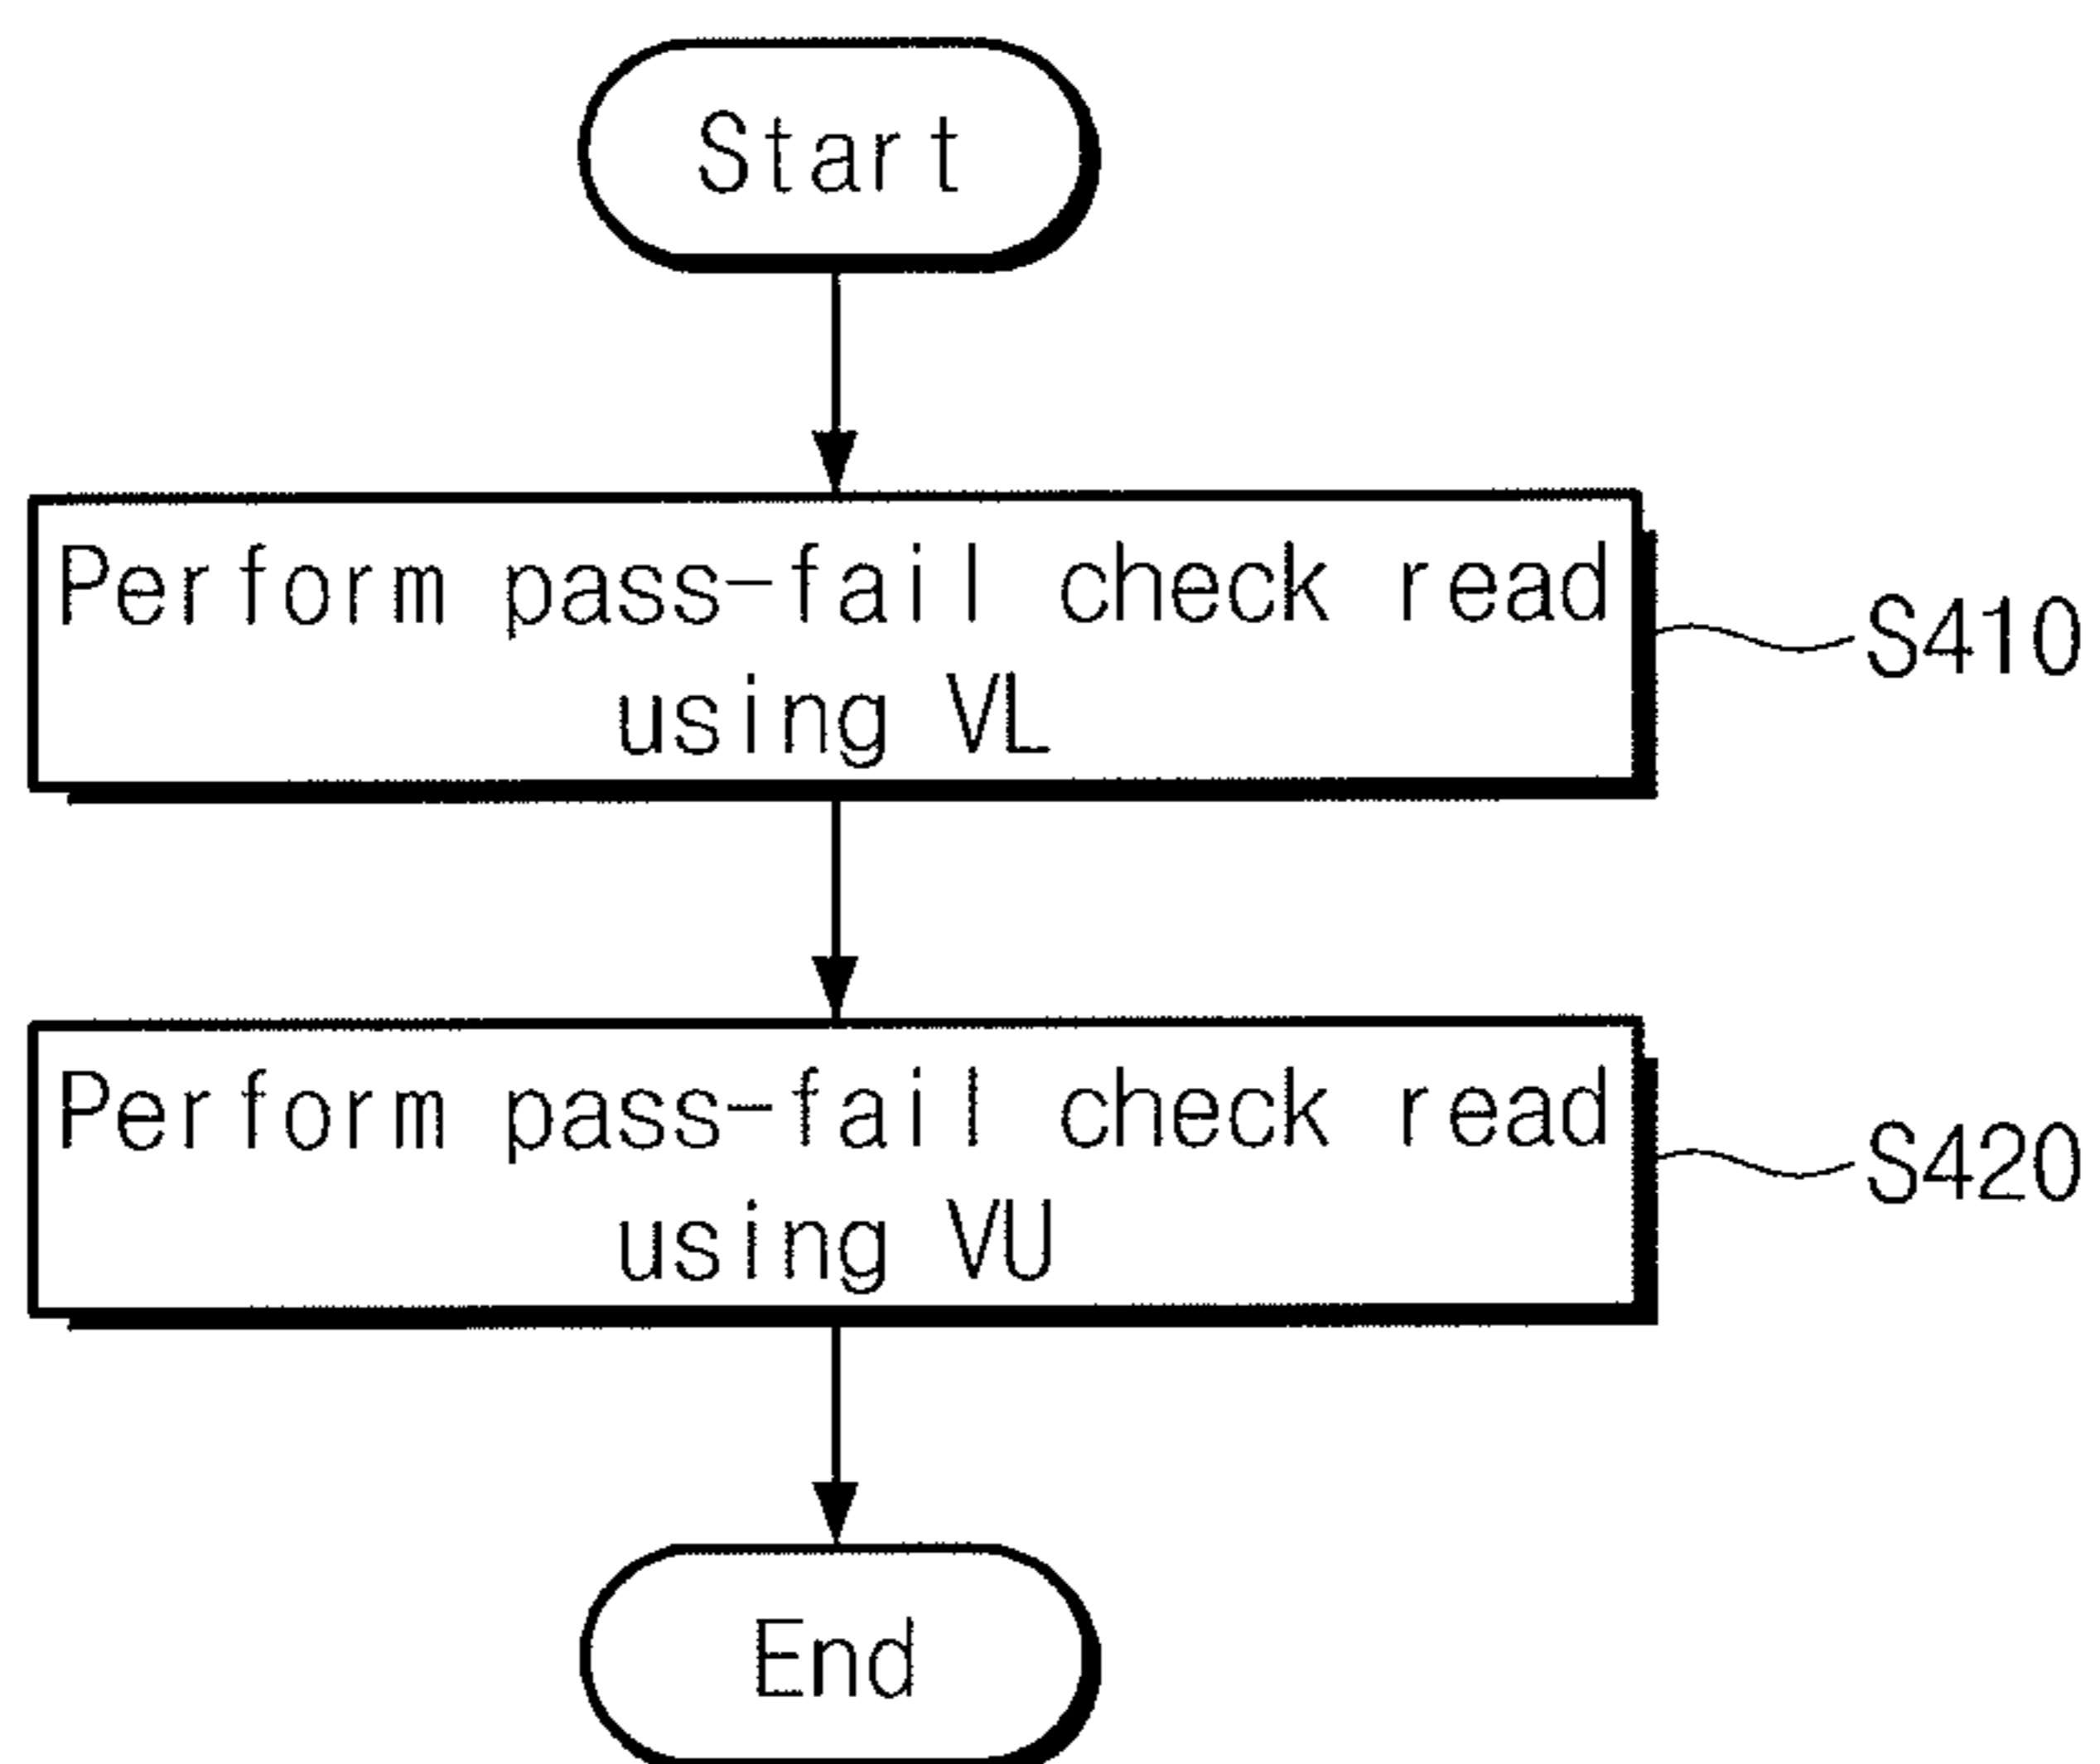 Start
Perform pass-fail check read
using VL
S410
Perform pass-fail check read
using VU
S420
End